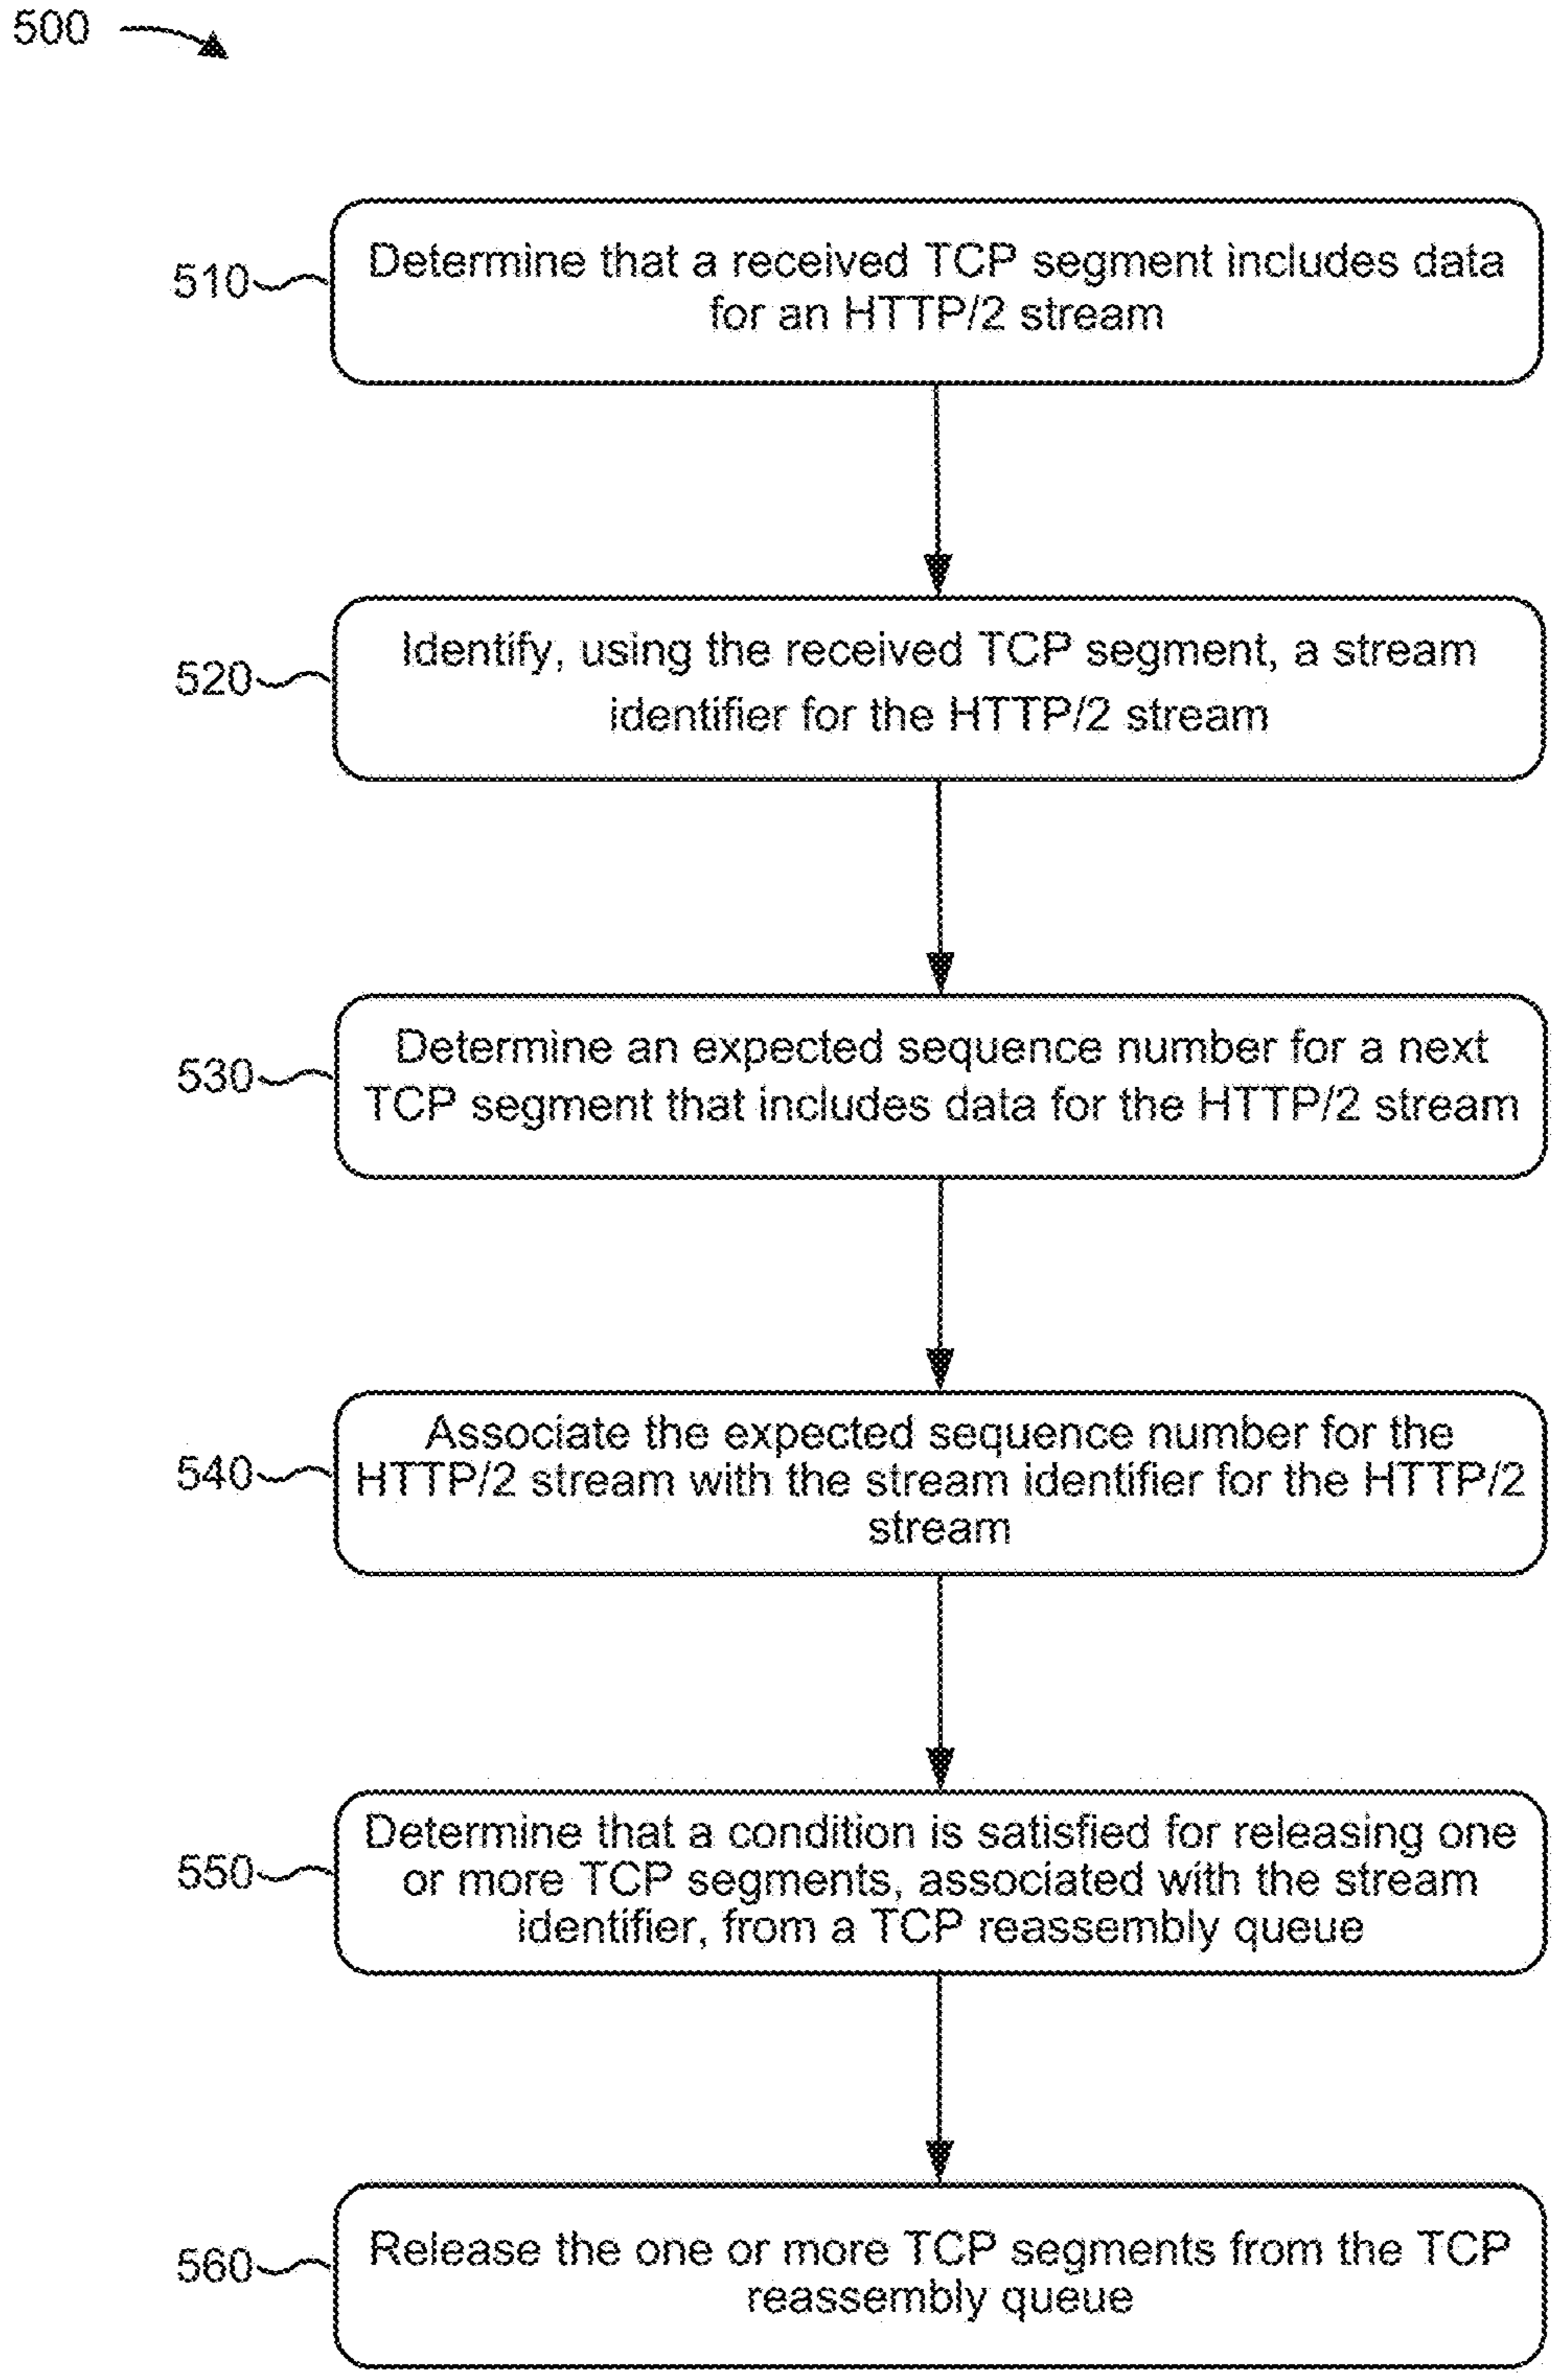 500
510
Determine that a received TCP segment includes data
for an HTTP/2 stream
520
Identify, using the received TCP segment, a stream
identifier for the HTTP/2 stream
530
Determine an expected sequence number for a next
TCP segment that includes data for the HTTP/2 stream
540
Associate the expected sequence number for the
HTTP/2 stream with the stream identifier for the HTTP/2
stream
550
Determine that a condition is satisfied for releasing one
or more TCP segments, associated with the stream
identifier, from a TCP reassembly queue
560
Release the one or more TCP segments from the TCP
reassembly queue